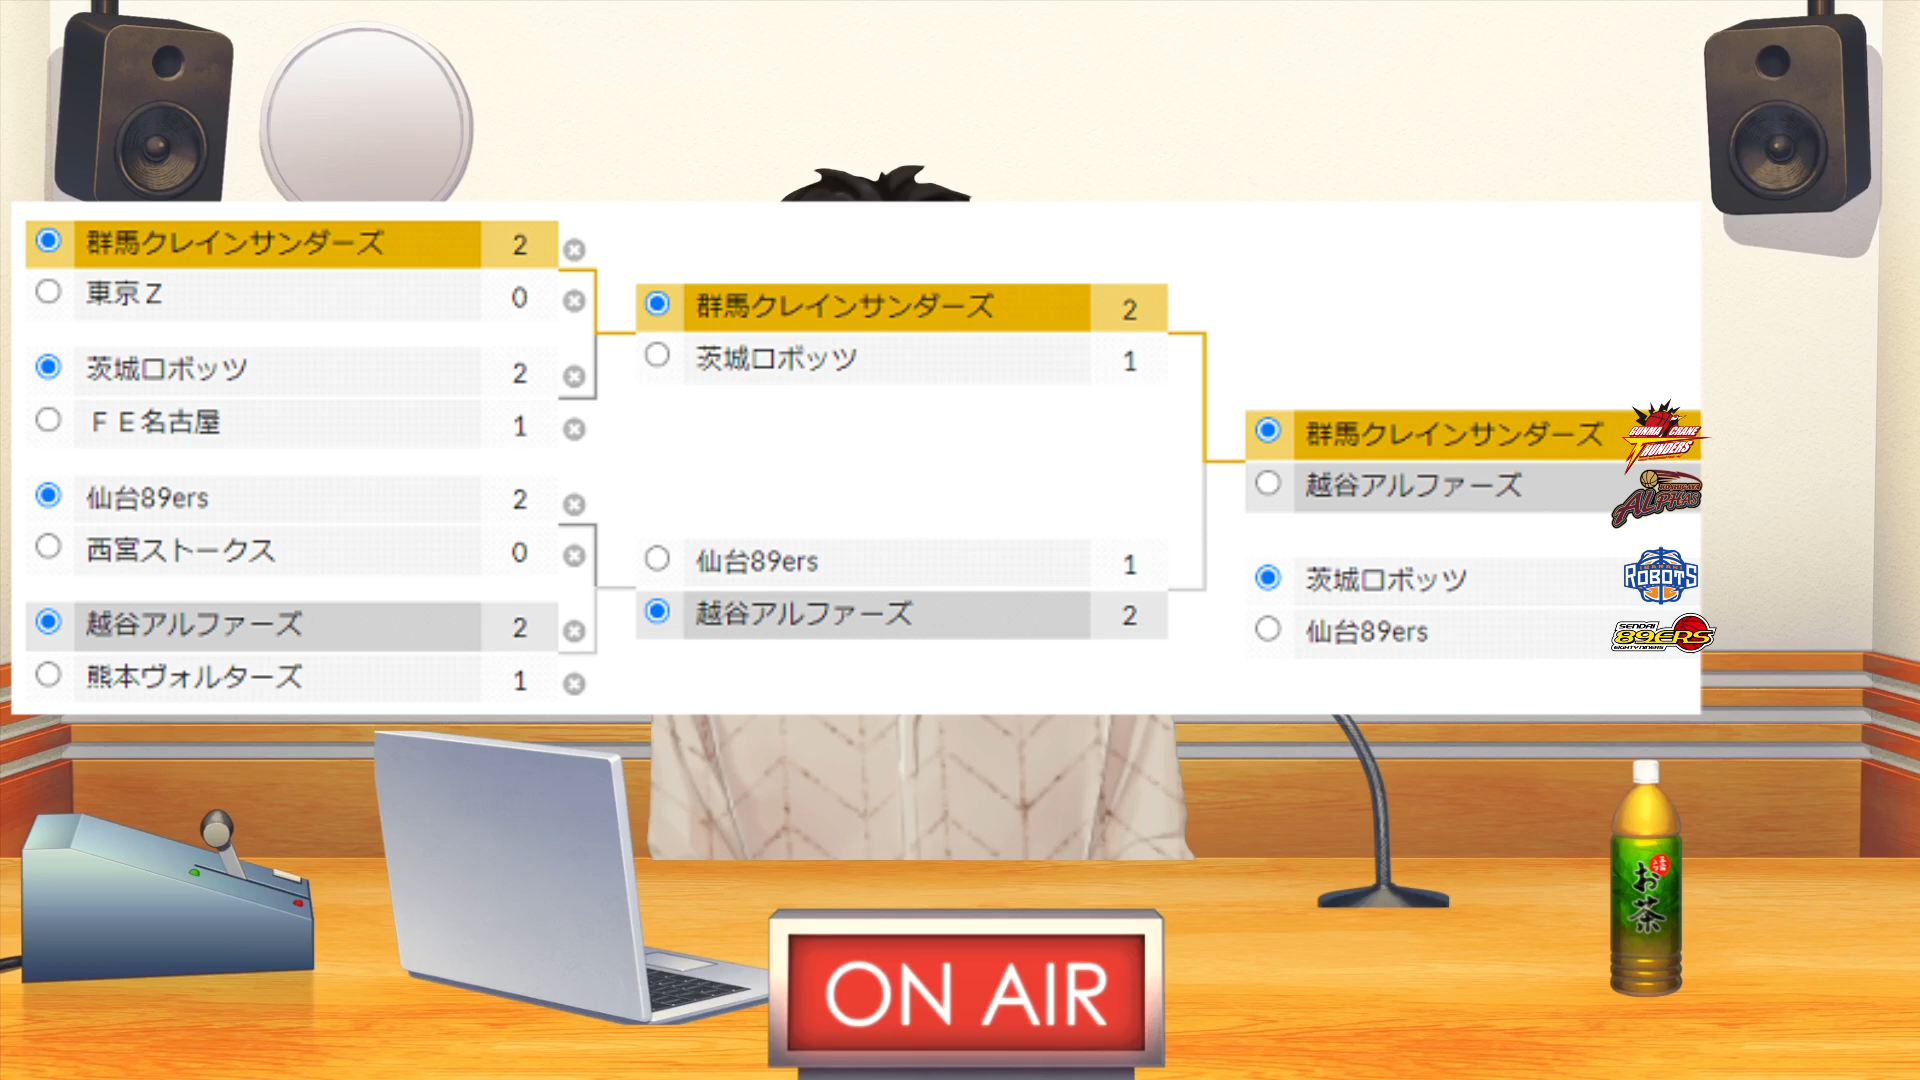 群馬クレインサンダーズ 2
東京Z 0
茨城ロボッツ 2
ＦＥ名古屋 1
仙台89ers 2
西宮ストークス 0
越谷アルファーズ 2
熊本ヴォルターズ 1
群馬クレインサンダーズ 2
茨城ロボッツ 1
仙台89ers 1
越谷アルファーズ 2
群馬クレインサンダーズ
GUNMA CRANE
THUNDERS
越谷アルファーズ
ALPHAS
茨城ロボッツ
IBARAKI
ROBOTS
仙台89ers
SENDAI
89ERS
EIGHTYNINERS
お茶
ON AIR